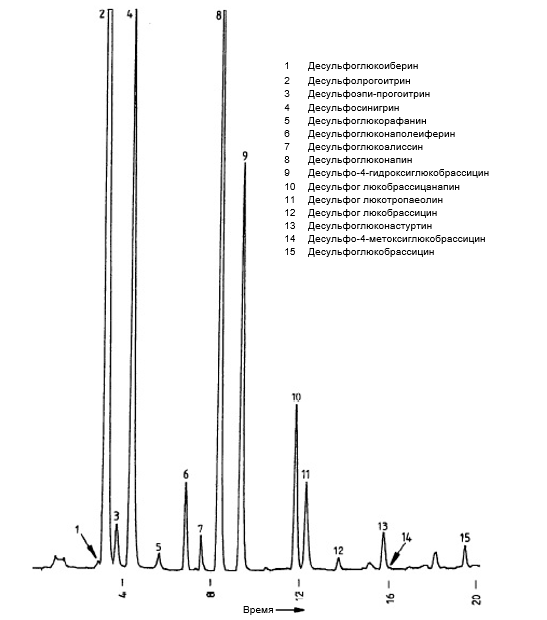 2 4 8
1 Десульфоглюкоиберин
2 Десульфолрогоитрин
3 Десульфоэпи-прогоитрин
4 Десульфосинигрин
5 Десульфоглюкорафанин
6 Десульфоглюконаполеиферин
7 Десульфоглюкоалиссин
8 Десульфоглюконапин
9 Десульфо-4-гидроксиглюкобрассицин
10 Десульфог люкобрассицанапин
11 Десульфог люкотропаеолин
12 Десульфог люкобрассицин
13 Десульфоглюконастуртин
14 Десульфо-4-метоксиглюкобрассицин
15 Десульфоглюкобрассицин
9
10
6 11
3
1 7 13 14
5 12 15
4 8 12 16 20
Время